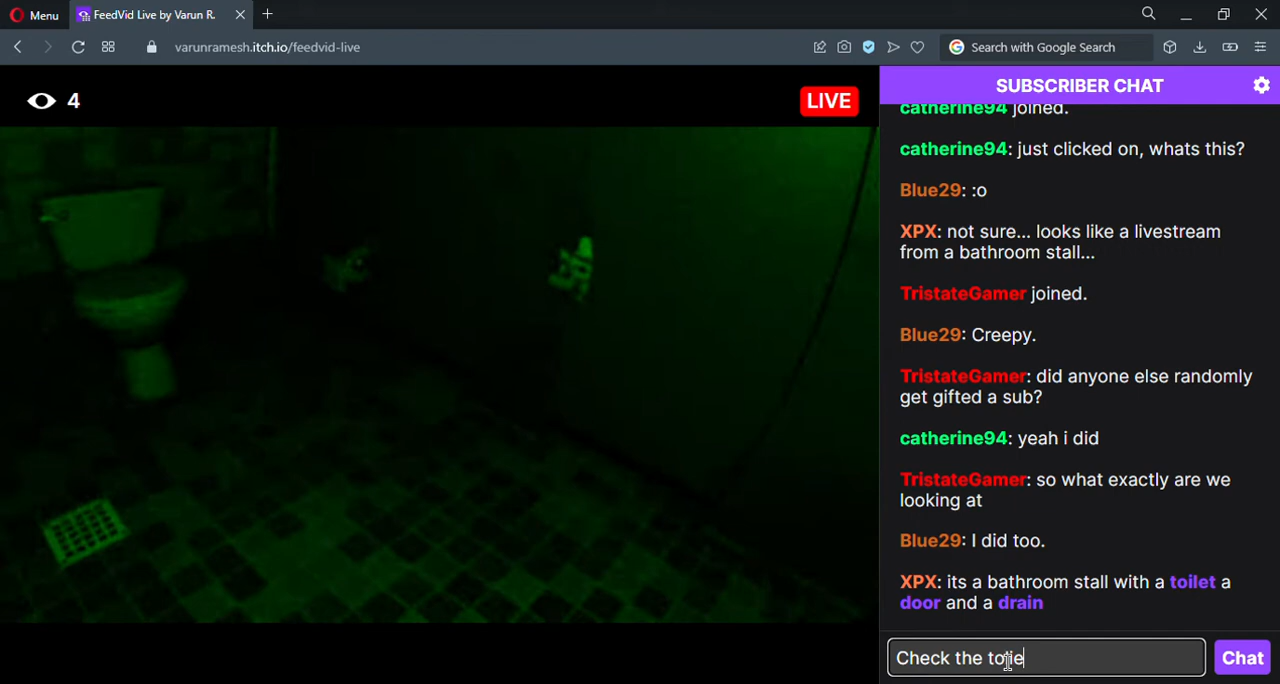 Menu
FeedVid Live by Varun R.
varunramesh.itch.io/feedvid-live
Search with Google Search
4
LIVE
SUBSCRIBER CHAT
catherine94 joined.
catherine94: just clicked on, whats this?
Blue29: :o
XPX: not sure... looks like a livestream
from a bathroom stall...
TristateGamer joined.
Blue29: Creepy.
TristateGamer: did anyone else randomly
get gifted a sub?
catherine94: yeah i did
TristateGamer: so what exactly are we
looking at
Blue29: I did too.
XPX: its a bathroom stall with a toilet a
door and a drain
Check the toile
Chat